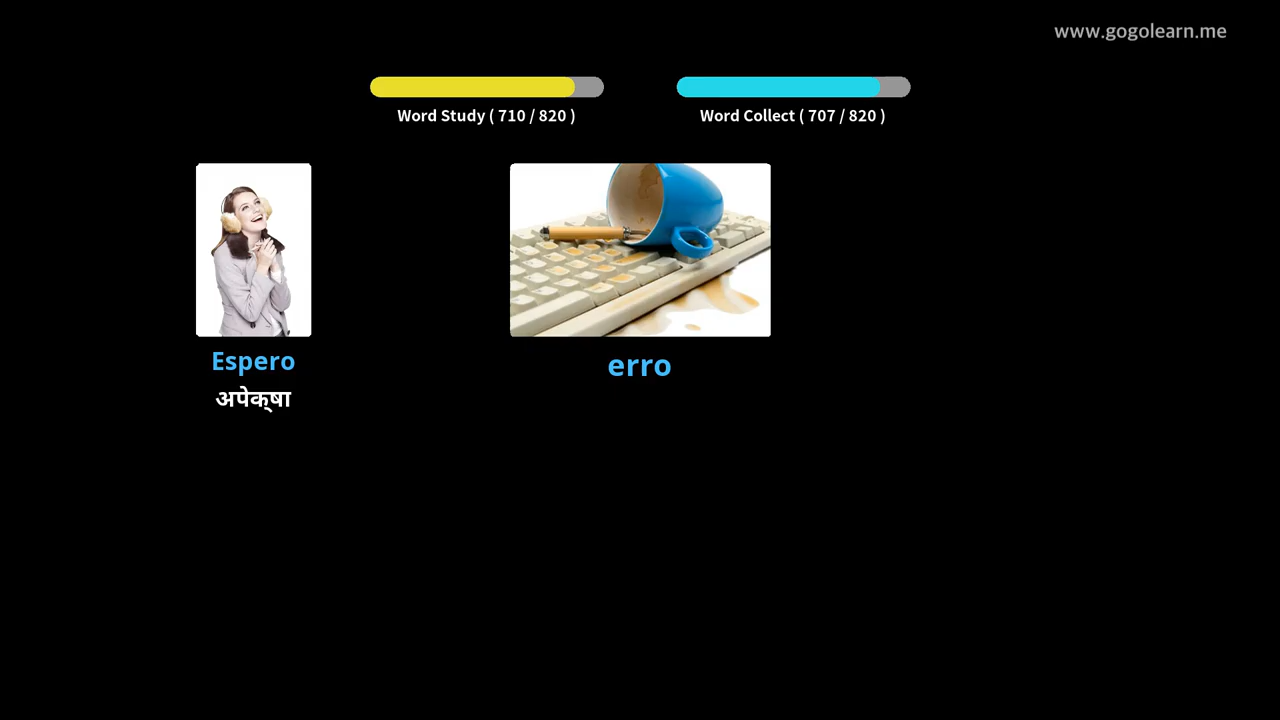 www.gogolearn.me
Word Study ( 710 / 820 )
Word Collect ( 707 / 820 )
Espero
अपेक्षा
erro